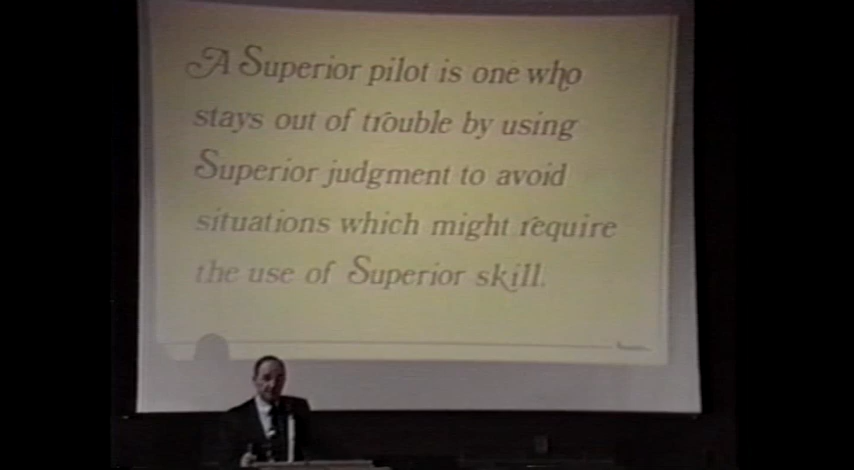 A Superior pilot is one who
stays out of trouble by using
Superior judgment to avoid
situations which might require
the use of Superior skill.